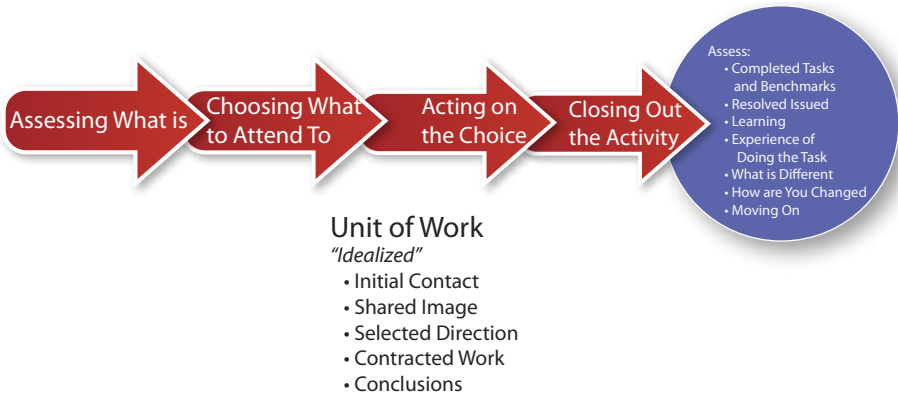 Assessing What is
Choosing What
to Attend To
Acting on
the Choice
Closing Out
the Activity
Assess:
• Completed Tasks
and Benchmarks
• Resolved Issued
• Learning
• Experience of
Doing the Task
• What is Different
• How are You Changed
• Moving On
Unit of Work
“Idealized”
• Initial Contact
• Shared Image
• Selected Direction
• Contracted Work
• Conclusions